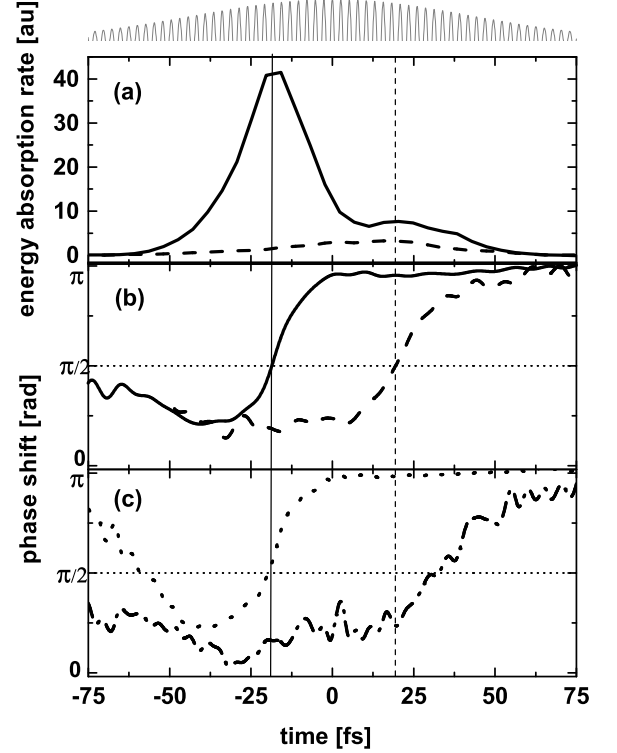 energy absorption rate [au]
40
30
20
10
0
(a)
π
π/2
0
(b)
phase shift [rad]
π
π/2
0
(c)
-75 -50 -25 0 25 50 75
time [fs]